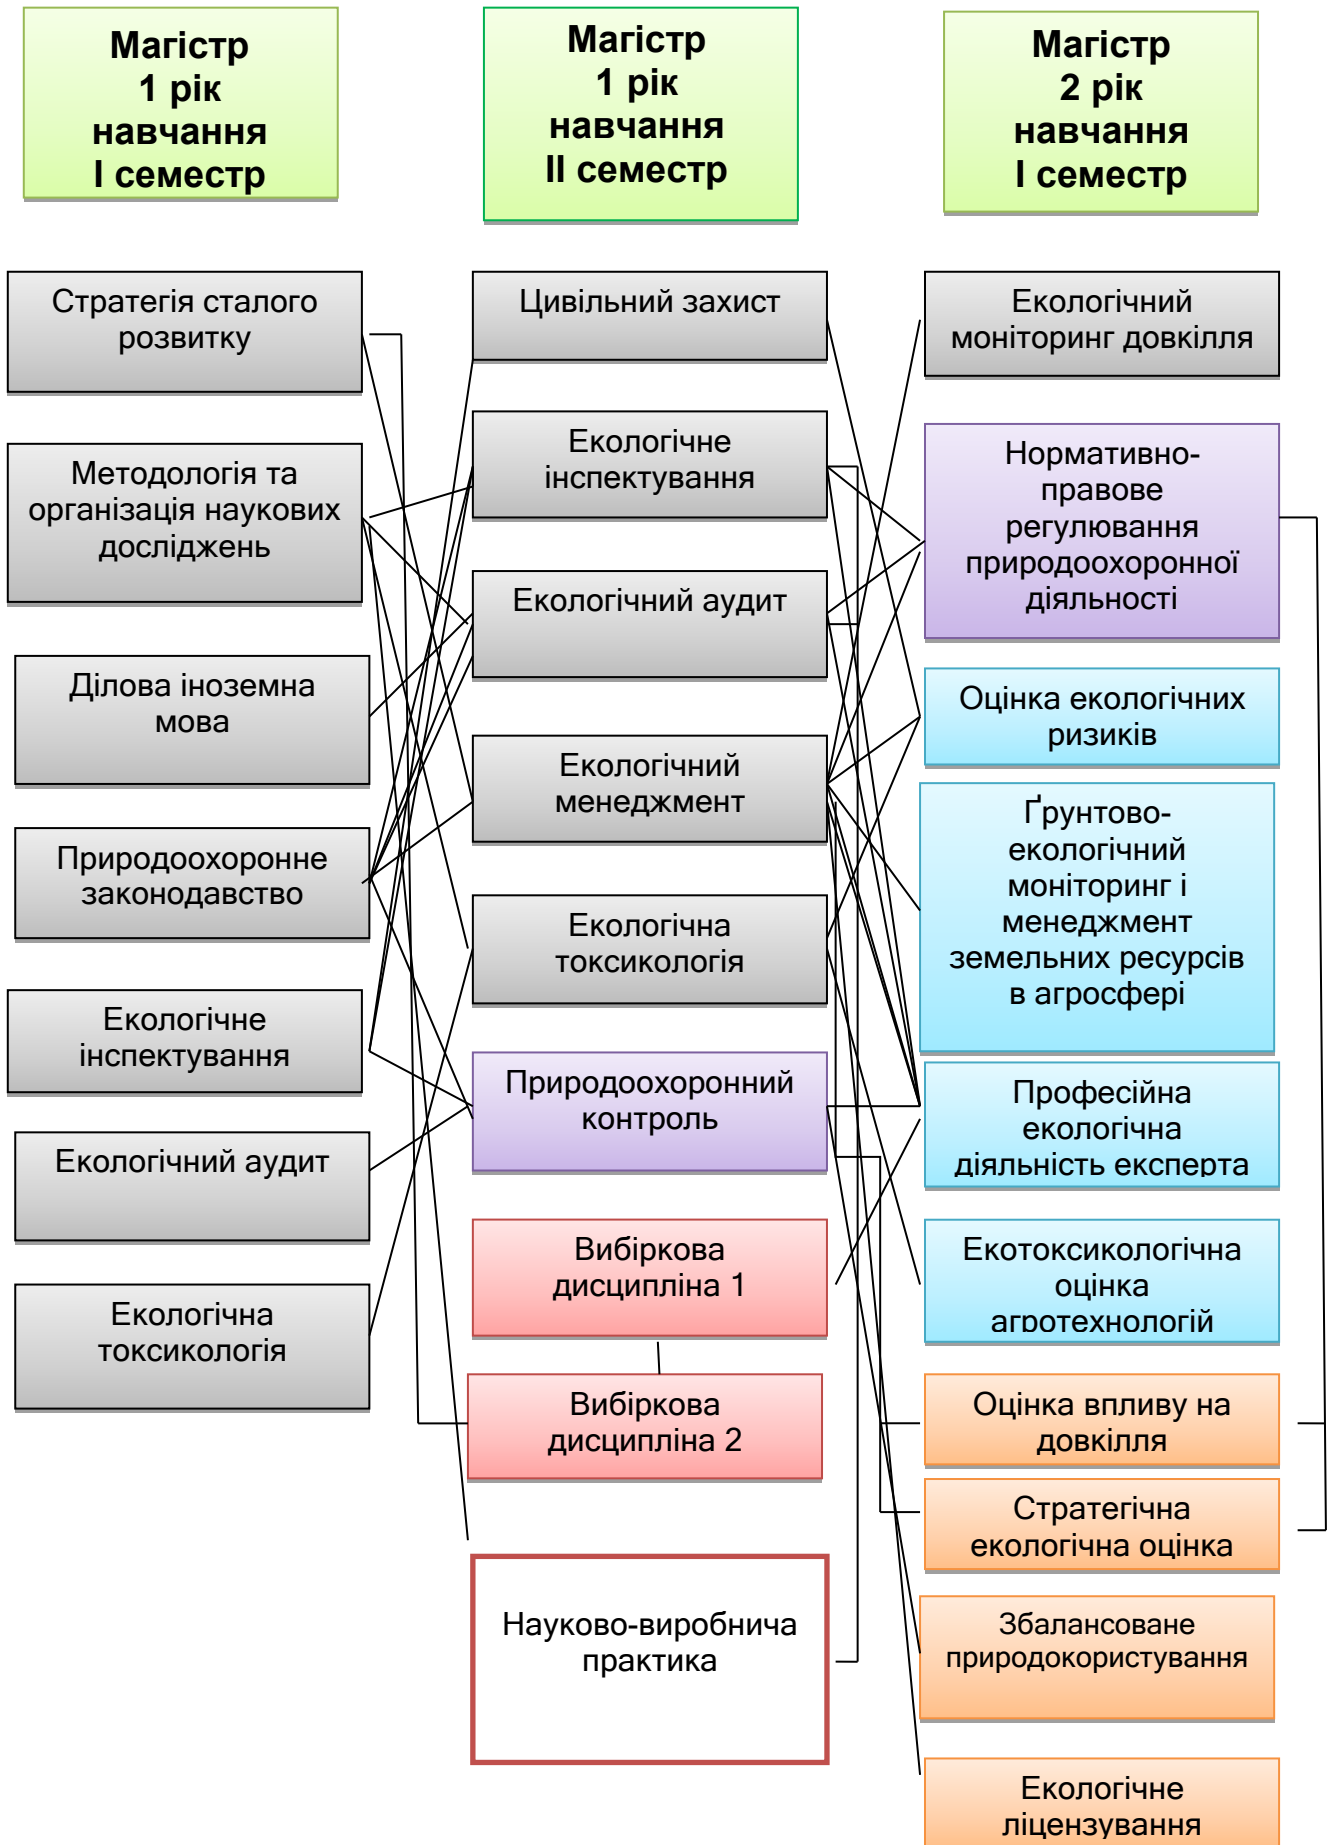 Магістр
1 рік
навчання
І семестр
Магістр
1 рік
навчання
ІІ семестр
Магістр
2 рік
навчання
І семестр
Стратегія сталого
розвитку
Методологія та
організація наукових
досліджень
Ділова іноземна
мова
Природоохоронне
законодавство
Екологічне
інспектування
Екологічний аудит
Екологічна
токсикологія
Цивільний захист
Екологічне
інспектування
Екологічний аудит
Екологічний
менеджмент
Екологічна
токсикологія
Природоохоронний
контроль
Вибіркова
дисципліна 1
Вибіркова
дисципліна 2
Науково-виробнича
практика
Екологічний
моніторинг довкілля
Нормативно-
правове
регулювання
природоохоронної
діяльності
Оцінка екологічних
ризиків
Ґрунтово-
екологічний
моніторинг і
менеджмент
земельних ресурсів
в агросфері
Професійна
екологічна
діяльність експерта
Екотоксикологічна
оцінка
агротехнологій
Оцінка впливу на
довкілля
Стратегічна
екологічна оцінка
Збалансоване
природокористування
Екологічне
ліцензування